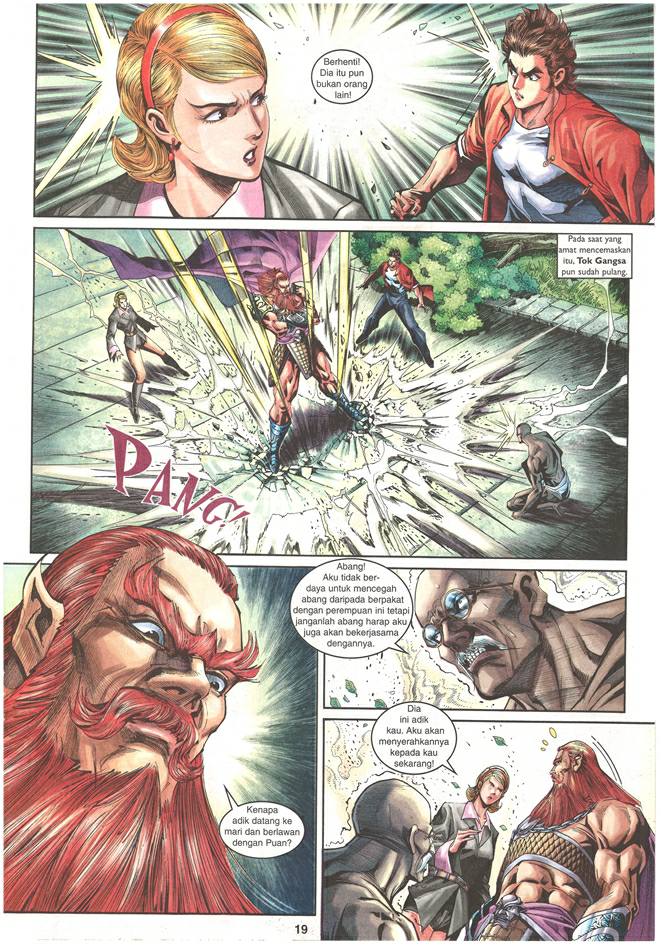 Berhenti!
Dia itu pun
bukan orang
lain!
Pada saat yang
amat mencemaskan
itu, Tok Gangsa
pun sudah pulang.
PANG!
Abang!
Aku tidak ber-
daya untuk mencegah
abang daripada berpakat
dengan perempuan ini tetapi
janganlah abang harap aku
juga akan bekerjasama
dengannya.
Kenapa
adik datang ke
mari dan berlawan
dengan Puan?
Dia
ini adik
kau. Aku akan
menyerahkannya
kepada kau
sekarang!
19